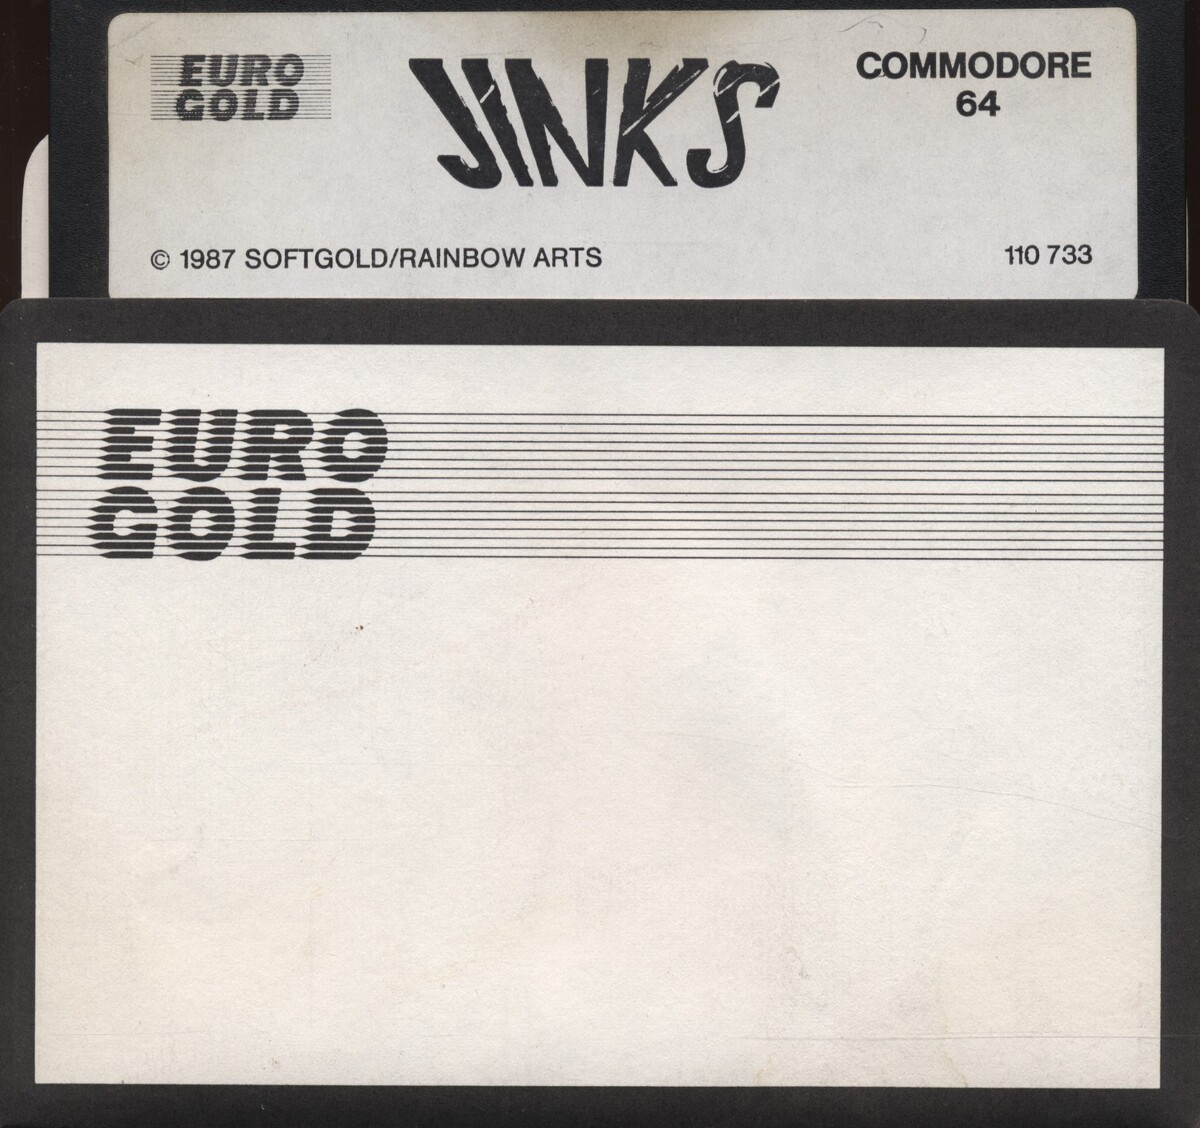 EURO
GOLD
JINKS
COMMODORE
64
© 1987 SOFTGOLD/RAINBOW ARTS
110 733
EURO
GOLD